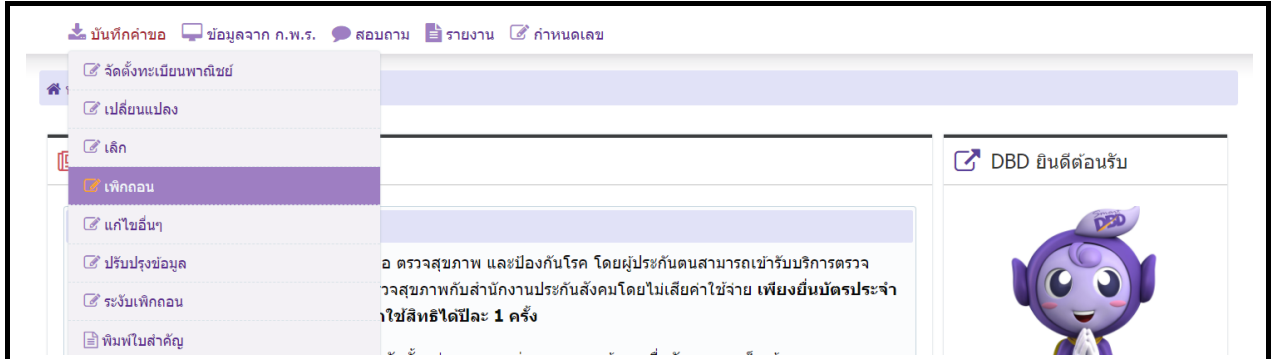 บันทึกคำขอ ข้อมูลจาก ก.พ.ร. สอบถาม รายงาน กำหนดเลข
จัดตั้งทะเบียนพาณิชย์
เปลี่ยนแปลง
เลิก
เพิกถอน
แก้ไขอื่นๆ
ปรับปรุงข้อมูล
ระงับเพิกถอน
พิมพ์ใบสำคัญ
ตรวจสุขภาพ และป้องกันโรค โดยผู้ประกันตนสามารถเข้ารับบริการตรวจ
สุขภาพกับสำนักงานประกันสังคมโดยไม่เสียค่าใช้จ่าย เพียงยื่นบัตรประจำ
ใช้สิทธิได้ปีละ 1 ครั้ง
DBD ยินดีต้อนรับ
DBD